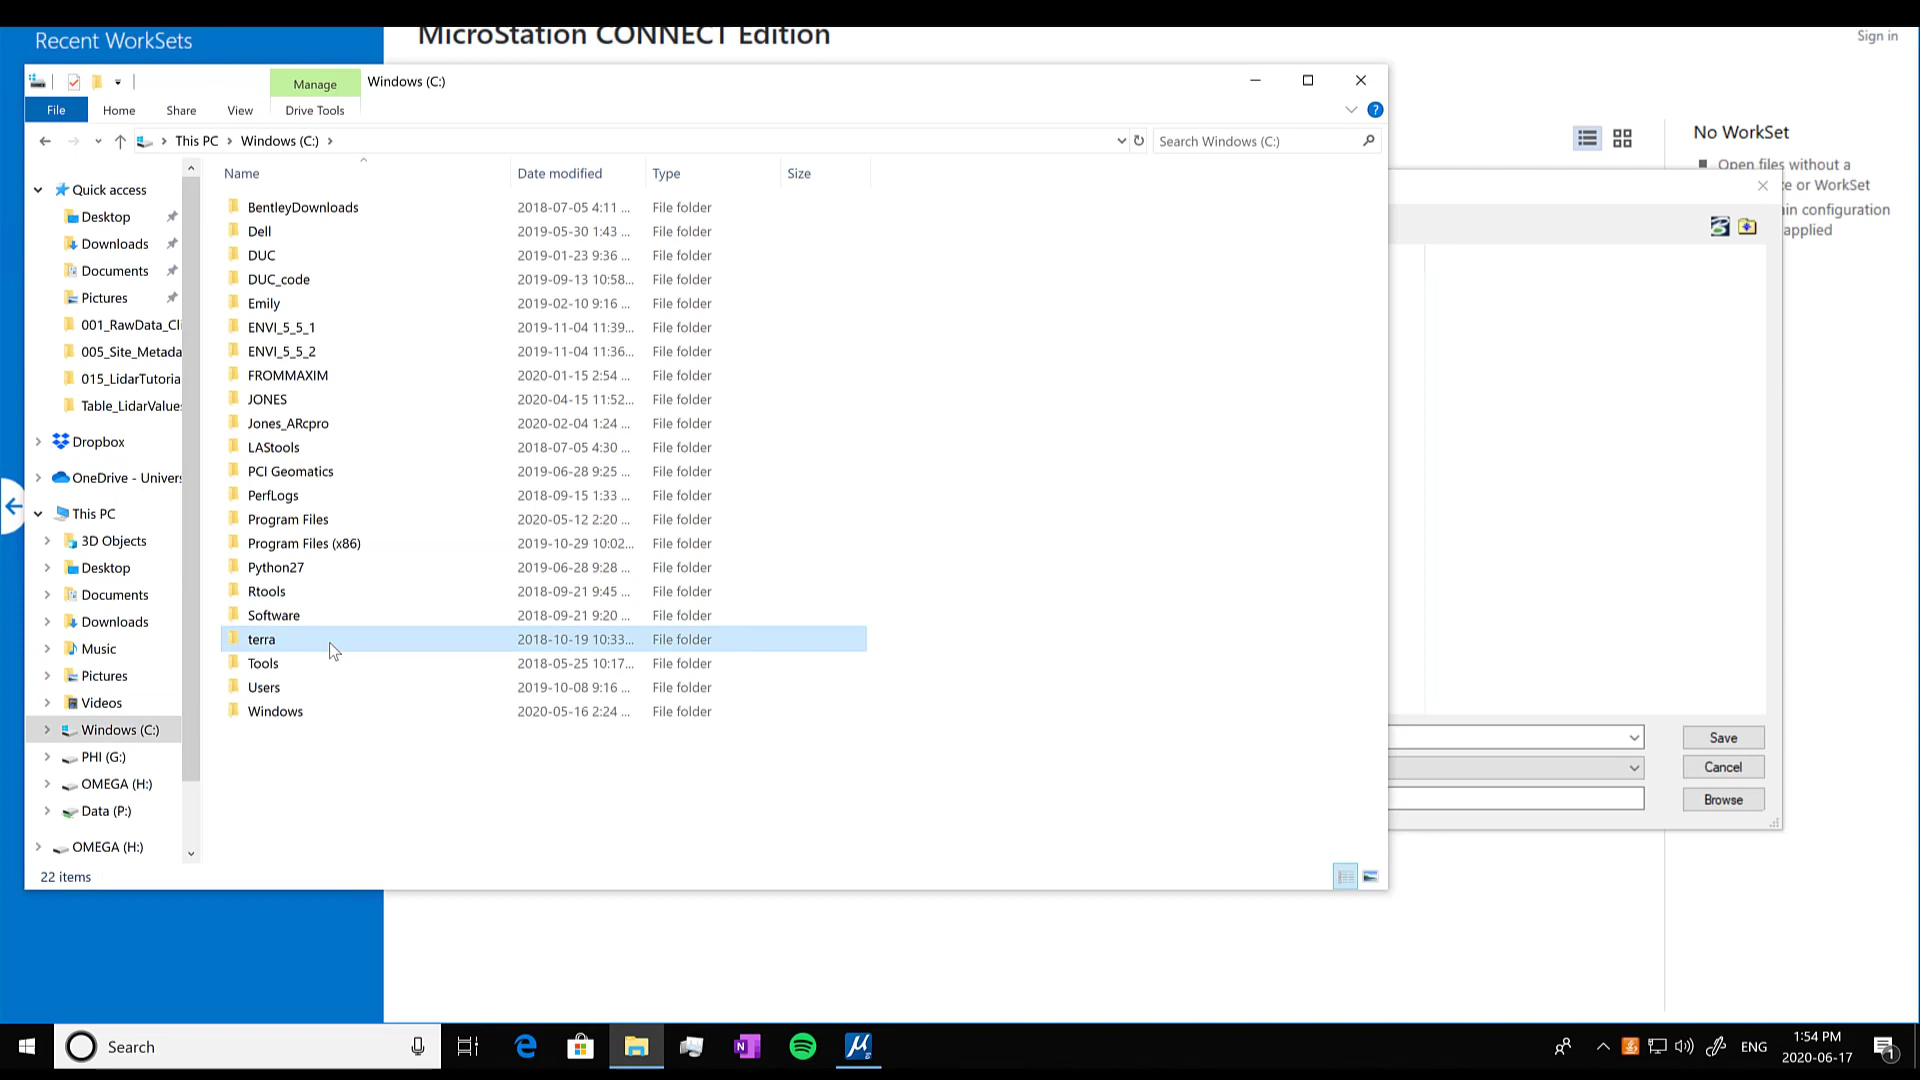 Recent WorkSets
MicroStation CONNECT Edition
Sign in
Manage
Windows (C:)
File
Home
Share
View
Drive Tools
This PC
Windows (C:)
Search Windows (C:)
No WorkSet
Open files without a
e or WorkSet
ain configuration
applied
Name
Date modified
Type
Size
Quick access
Desktop
Downloads
Documents
Pictures
001_RawData_Cl
005_Site_Metada
015_LidarTutoria
Table_LidarValue
Dropbox
OneDrive - Univers
This PC
3D Objects
Desktop
Documents
Downloads
Music
Pictures
Videos
Windows (C:)
PHI (G:)
OMEGA (H:)
Data (P:)
OMEGA (H:)
BentleyDownloads 2018-07-05 4:11 ... File folder
Dell 2019-05-30 1:43 ... File folder
DUC 2019-01-23 9:36 ... File folder
DUC_code 2019-09-13 10:58... File folder
Emily 2019-02-10 9:16 ... File folder
ENVI_5_5_1 2019-11-04 11:39... File folder
ENVI_5_5_2 2019-11-04 11:36... File folder
FROMMAXIM 2020-01-15 2:54 ... File folder
JONES 2020-04-15 11:52... File folder
Jones_ARcpro 2020-02-04 1:24 ... File folder
LAStools 2018-07-05 4:30 ... File folder
PCI Geomatics 2019-06-28 9:25 ... File folder
PerfLogs 2018-09-15 1:33 ... File folder
Program Files 2020-05-12 2:20 ... File folder
Program Files (x86) 2019-10-29 10:02... File folder
Python27 2019-06-28 9:28 ... File folder
Rtools 2018-09-21 9:45 ... File folder
Software 2018-09-21 9:20 ... File folder
terra 2018-10-19 10:33... File folder
Tools 2018-05-25 10:17... File folder
Users 2019-10-08 9:16 ... File folder
Windows 2020-05-16 2:24 ... File folder
Save
Cancel
Browse
22 items
Search
ENG
1:54 PM
2020-06-17
1